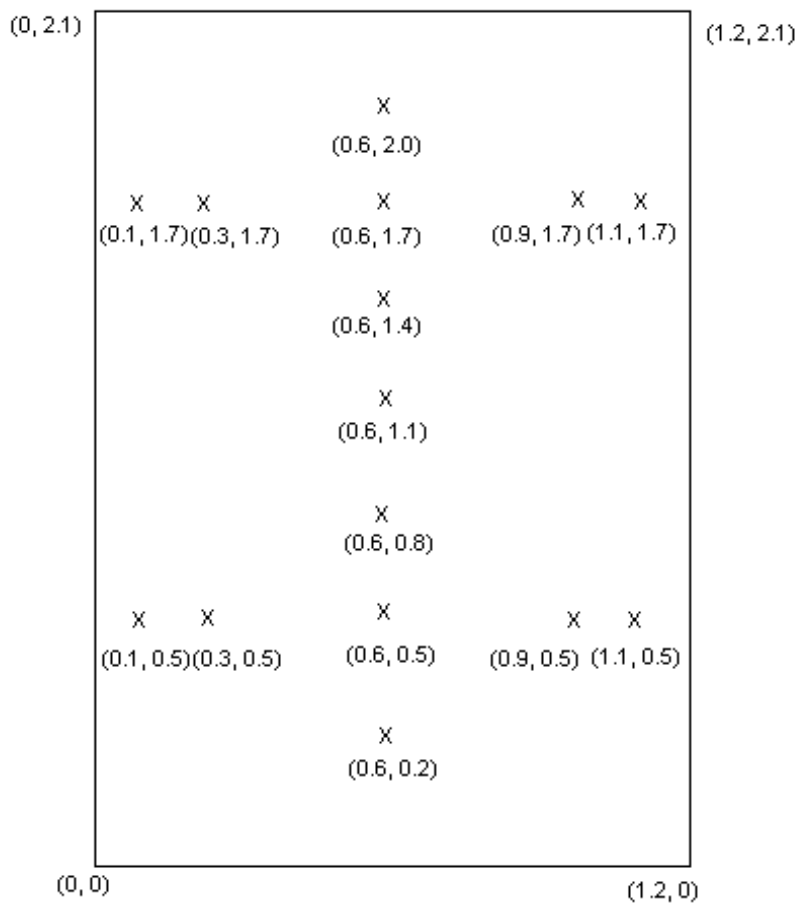 (0, 2.1)
(1.2, 2.1)
X
(0.6, 2.0)
X X X X X
(0.1, 1.7)(0.3, 1.7) (0.6, 1.7) (0.9, 1.7) (1.1, 1.7)
X
(0.6, 1.4)
X
(0.6, 1.1)
X
(0.6, 0.8)
X X X X X
(0.1, 0.5)(0.3, 0.5) (0.6, 0.5) (0.9, 0.5) (1.1, 0.5)
X
(0.6, 0.2)
(0, 0) (1.2, 0)